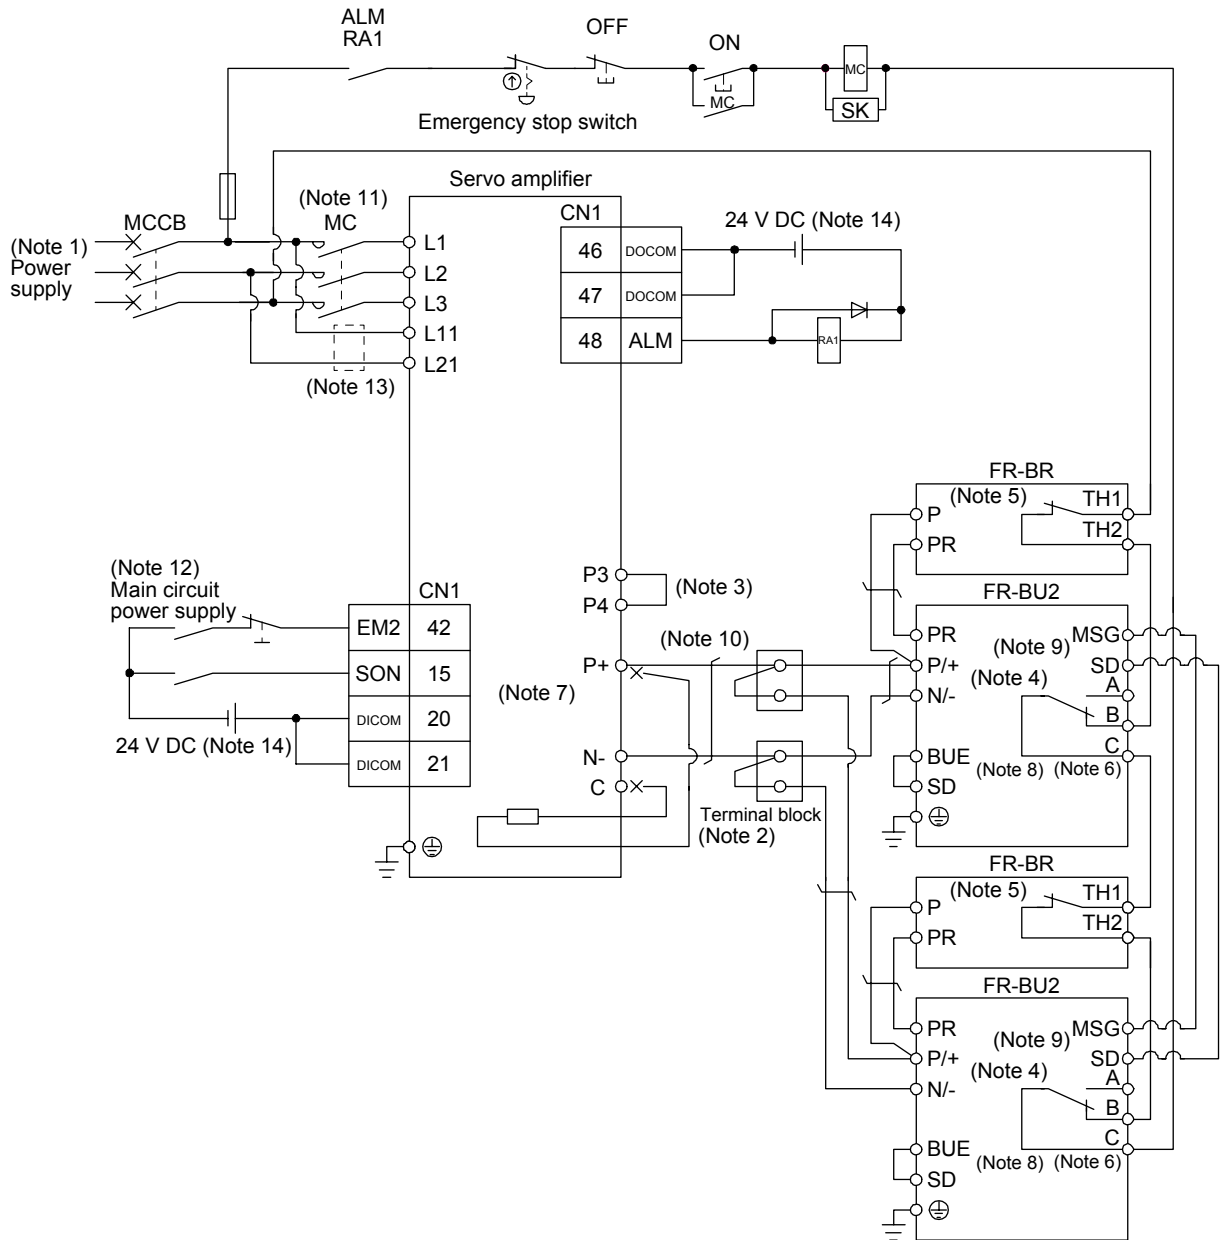 ALM
RA1
OFF
ON
MC
SK
MC
Emergency stop switch
Servo amplifier
(Note 11)
MC
MCCB
(Note 1)
Power
supply
L1
L2
L3
L11
L21
(Note 13)
CN1
46 DOCOM
47 DOCOM
48 ALM
24 V DC (Note 14)
RA1
FR-BR
(Note 5)
P
PR
TH1
TH2
(Note 12)
Main circuit
power supply
CN1
EM2 42
SON 15
DICOM 20
DICOM 21
24 V DC (Note 14)
P3
P4
(Note 3)
P+
(Note 7)
N-
C
(Note 10)
Terminal block
(Note 2)
FR-BU2
PR
P/+
N/-
BUE
SD
(Note 9)
(Note 4)
(Note 8) (Note 6)
MSG
SD
A
B
C
FR-BR
(Note 5)
P
PR
TH1
TH2
FR-BU2
PR
P/+
N/-
BUE
SD
(Note 9)
(Note 4)
(Note 8) (Note 6)
MSG
SD
A
B
C